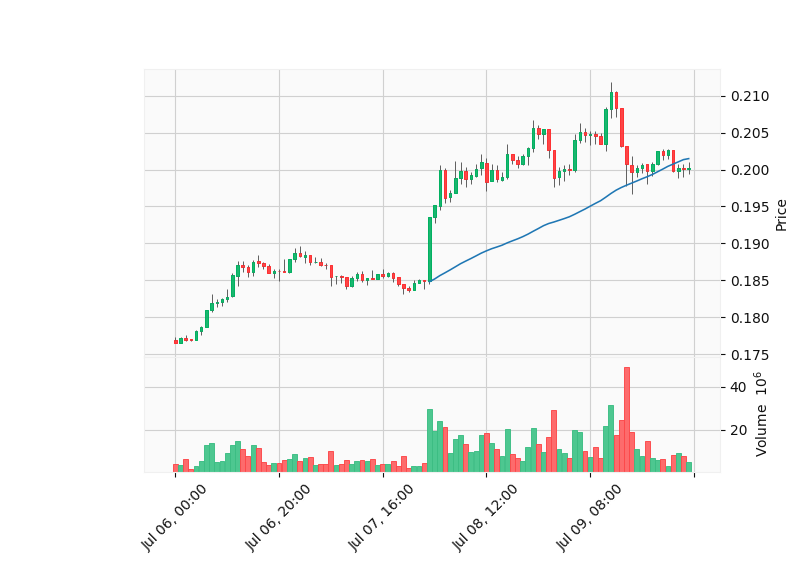 0.210
0.205
0.200
0.195
0.190
0.185
0.180
0.175
Price
40
20
Volume 10^6
Jul 06, 00:00
Jul 06, 20:00
Jul 07, 16:00
Jul 08, 12:00
Jul 09, 08:00